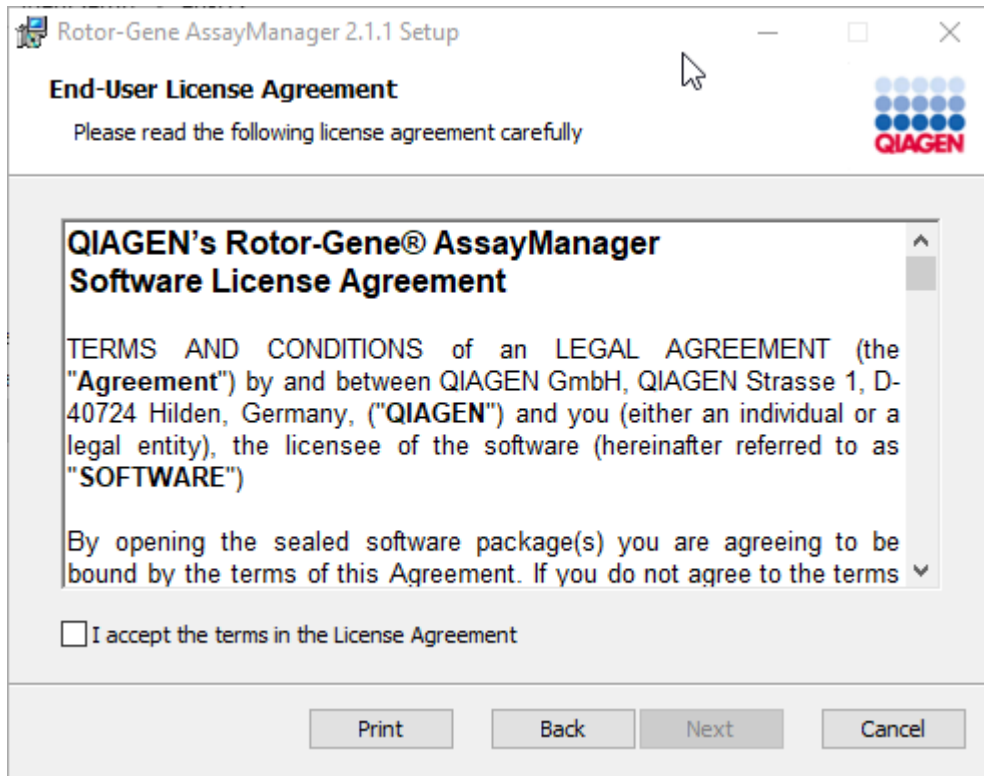 Rotor-Gene AssayManager 2.1.1 Setup
End-User License Agreement
Please read the following license agreement carefully
QIAGEN
QIAGEN’s Rotor-Gene® AssayManager
Software License Agreement
TERMS AND CONDITIONS of an LEGAL AGREEMENT (the
"Agreement") by and between QIAGEN GmbH, QIAGEN Strasse 1, D-
40724 Hilden, Germany, ("QIAGEN") and you (either an individual or a
legal entity), the licensee of the software (hereinafter referred to as
"SOFTWARE")
By opening the sealed software package(s) you are agreeing to be
bound by the terms of this Agreement. If you do not agree to the terms
I accept the terms in the License Agreement
Print Back Next Cancel